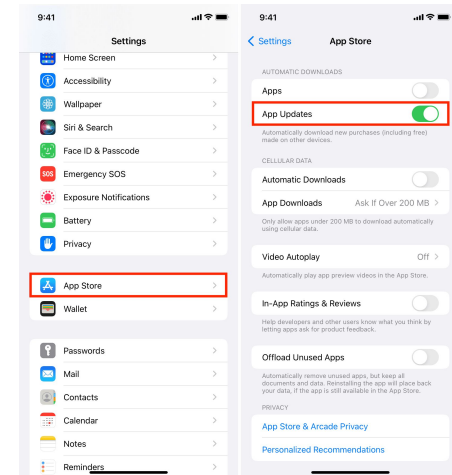 9:41
Settings
Home Screen
Accessibility
Wallpaper
Siri & Search
Face ID & Passcode
SOS
Emergency SOS
Exposure Notifications
Battery
Privacy
App Store
Wallet
Passwords
Mail
Contacts
Calendar
Notes
Reminders
9:41
Settings
App Store
AUTOMATIC DOWNLOADS
Apps
App Updates
Automatically download new purchases (including free)
made on other devices.
CELLULAR DATA
Automatic Downloads
App Downloads Ask If Over 200 MB
Only allow apps under 200 MB to download automatically
using cellular data.
Video Autoplay Off
Automatically play app preview videos in the App Store.
In-App Ratings & Reviews
Help developers and other users know what you think by
letting apps ask for product feedback.
Offload Unused Apps
Automatically remove unused apps, but keep all
documents and data. Reinstalling the app will place back
your data, if the app is still available in the App Store.
PRIVACY
App Store & Arcade Privacy
Personalized Recommendations